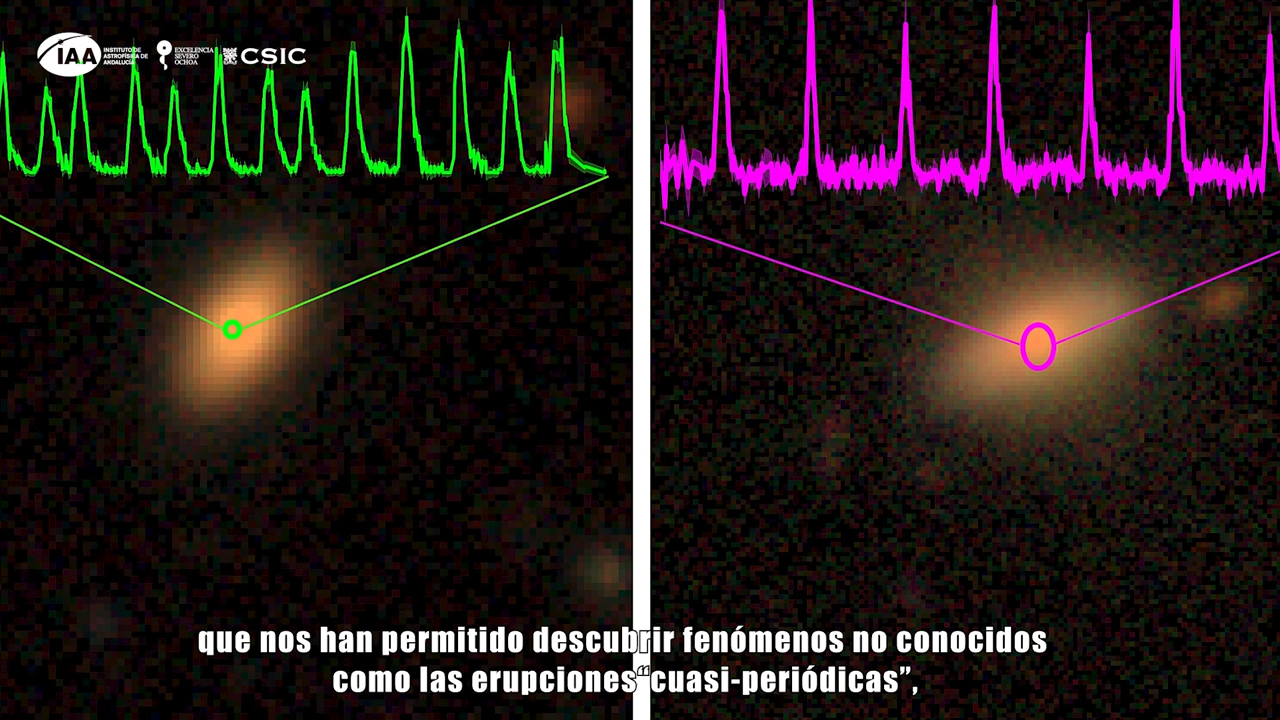 IAA
INSTITUTO DE
ASTROFÍSICA DE
ANDALUCÍA
EXCELENCIA
SEVERO
OCHOA
CSIC
que nos han permitido descubrir fenómenos no conocidos
como las erupciones“cuasi-periódicas”,